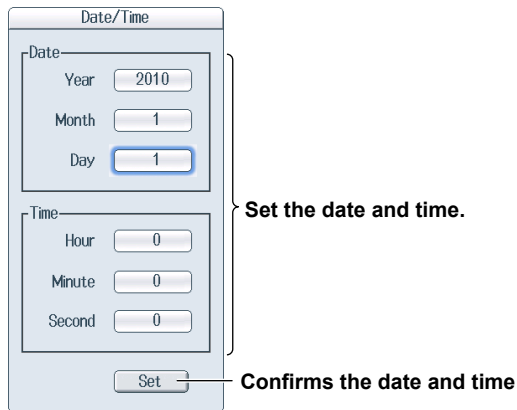 Date/Time
Date
Year 2010
Month 1
Day 1
Set the date and time.
Time
Hour 0
Minute 0
Second 0
Set
Confirms the date and time